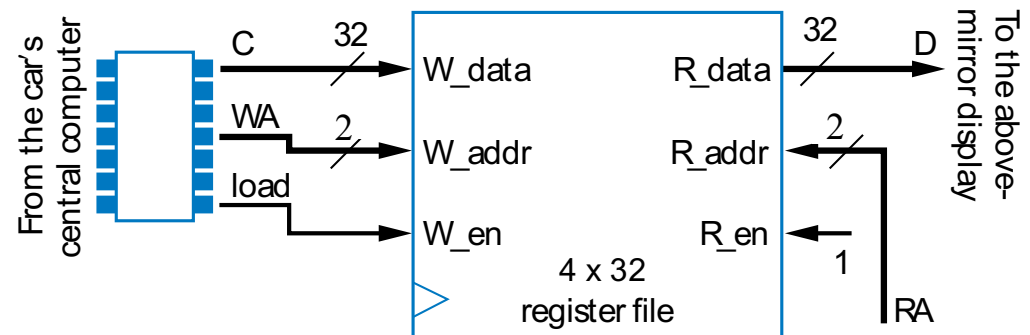 From the car's
central computer
C
32
WA
2
load
W_data
W_addr
W_en
R_data
R_addr
R_en
4 x 32
register file
32
D
2
1
RA
To the above-
mirror display